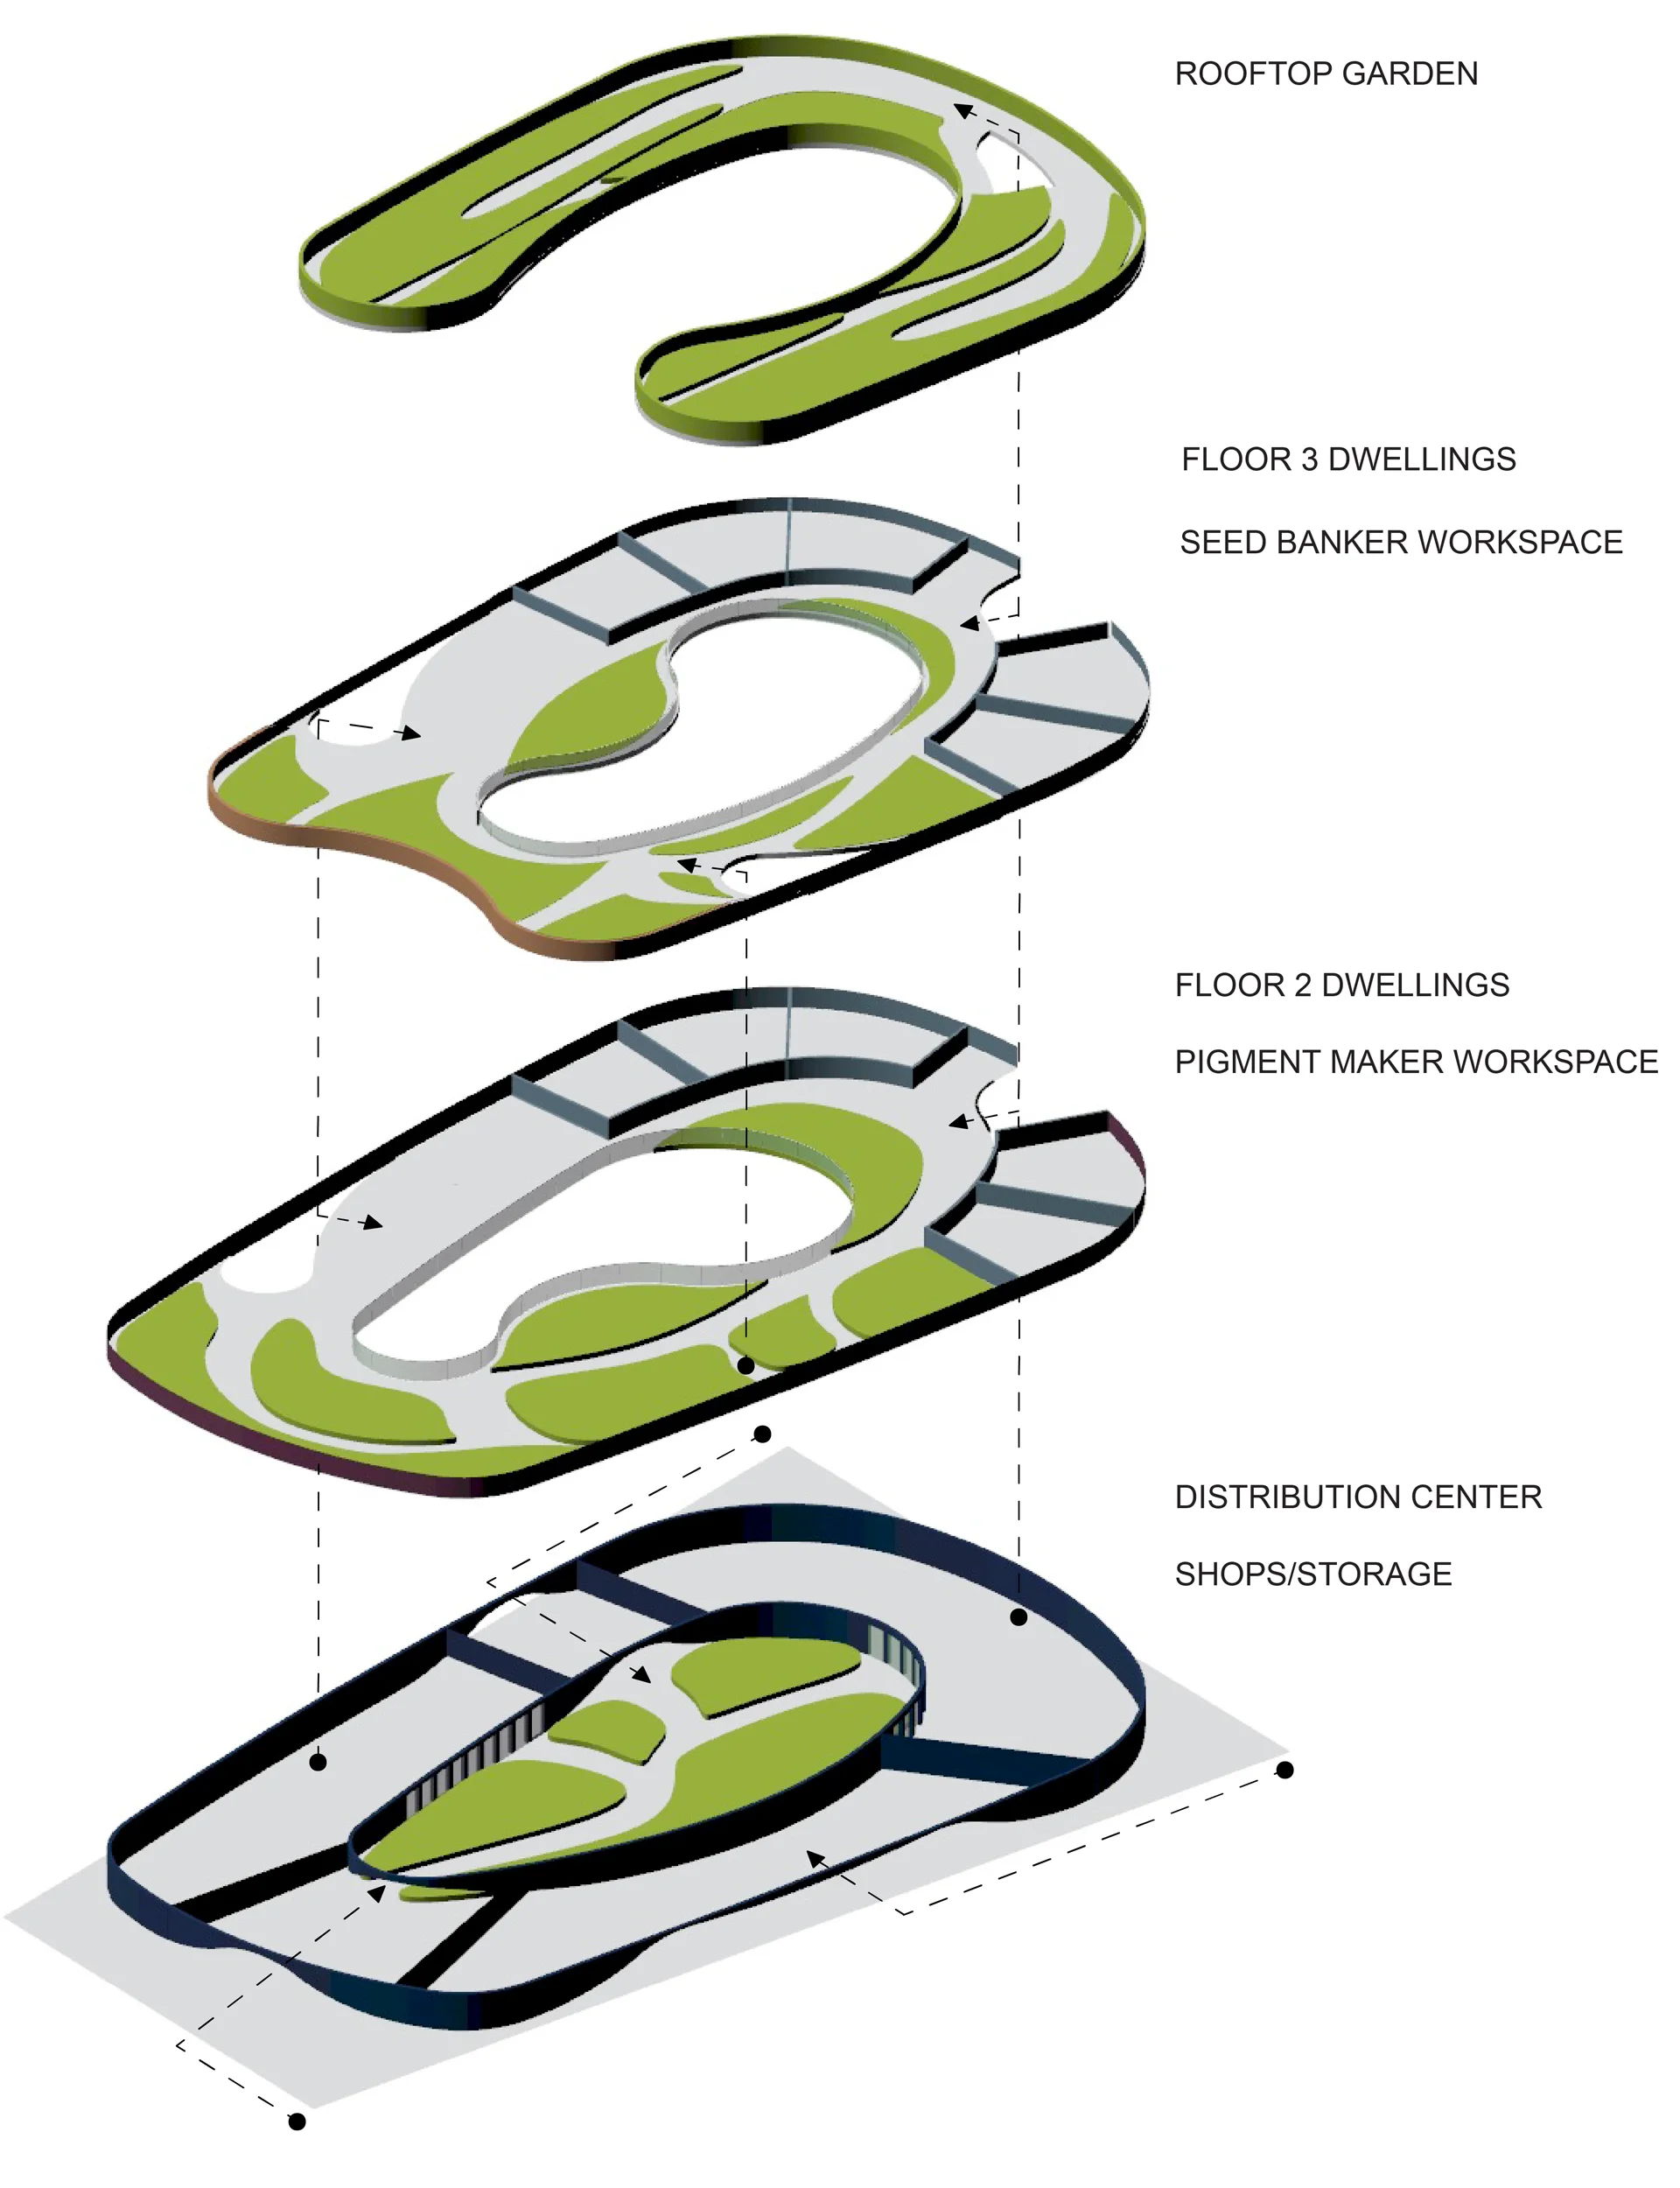 ROOFTOP GARDEN
FLOOR 3 DWELLINGS
SEED BANKER WORKSPACE
FLOOR 2 DWELLINGS
PIGMENT MAKER WORKSPACE
DISTRIBUTION CENTER
SHOPS/STORAGE